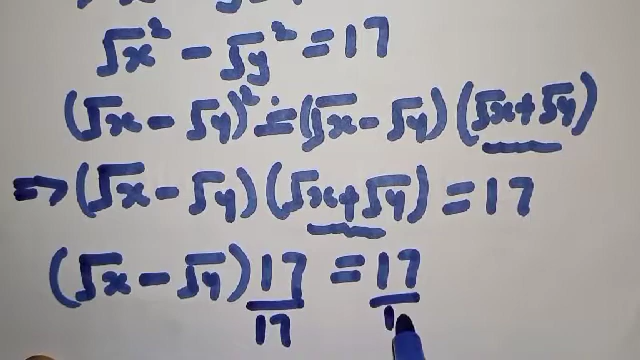 √x² - √y² = 17
(√x - √y)² = (√x - √y)(√x + √y)
⇒ (√x - √y)(√x + √y) = 17
(√x - √y) 17/17 = 17/1